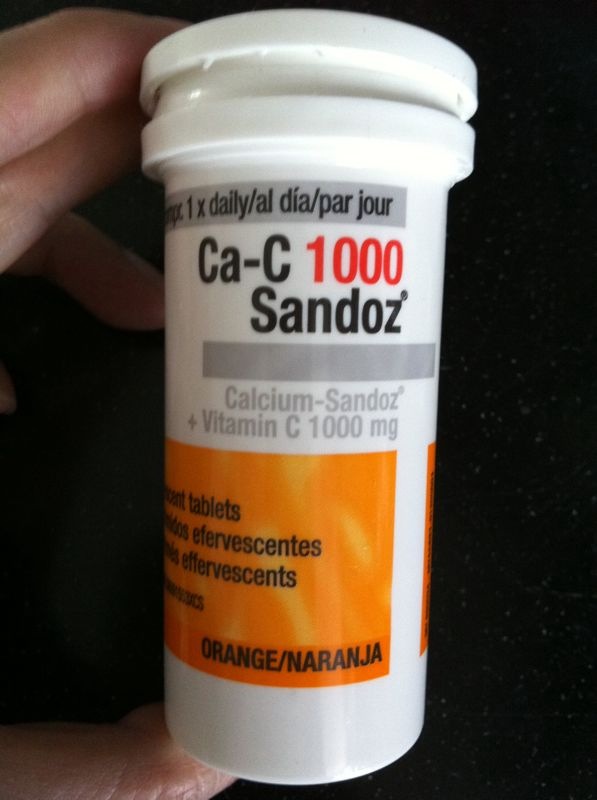 1 x daily/al día/par jour
Ca-C 1000
Sandoz®
Calcium-Sandoz®
+ Vitamin C 1000 mg
tablets
efervescentes
effervescents
ORANGE/NARANJA